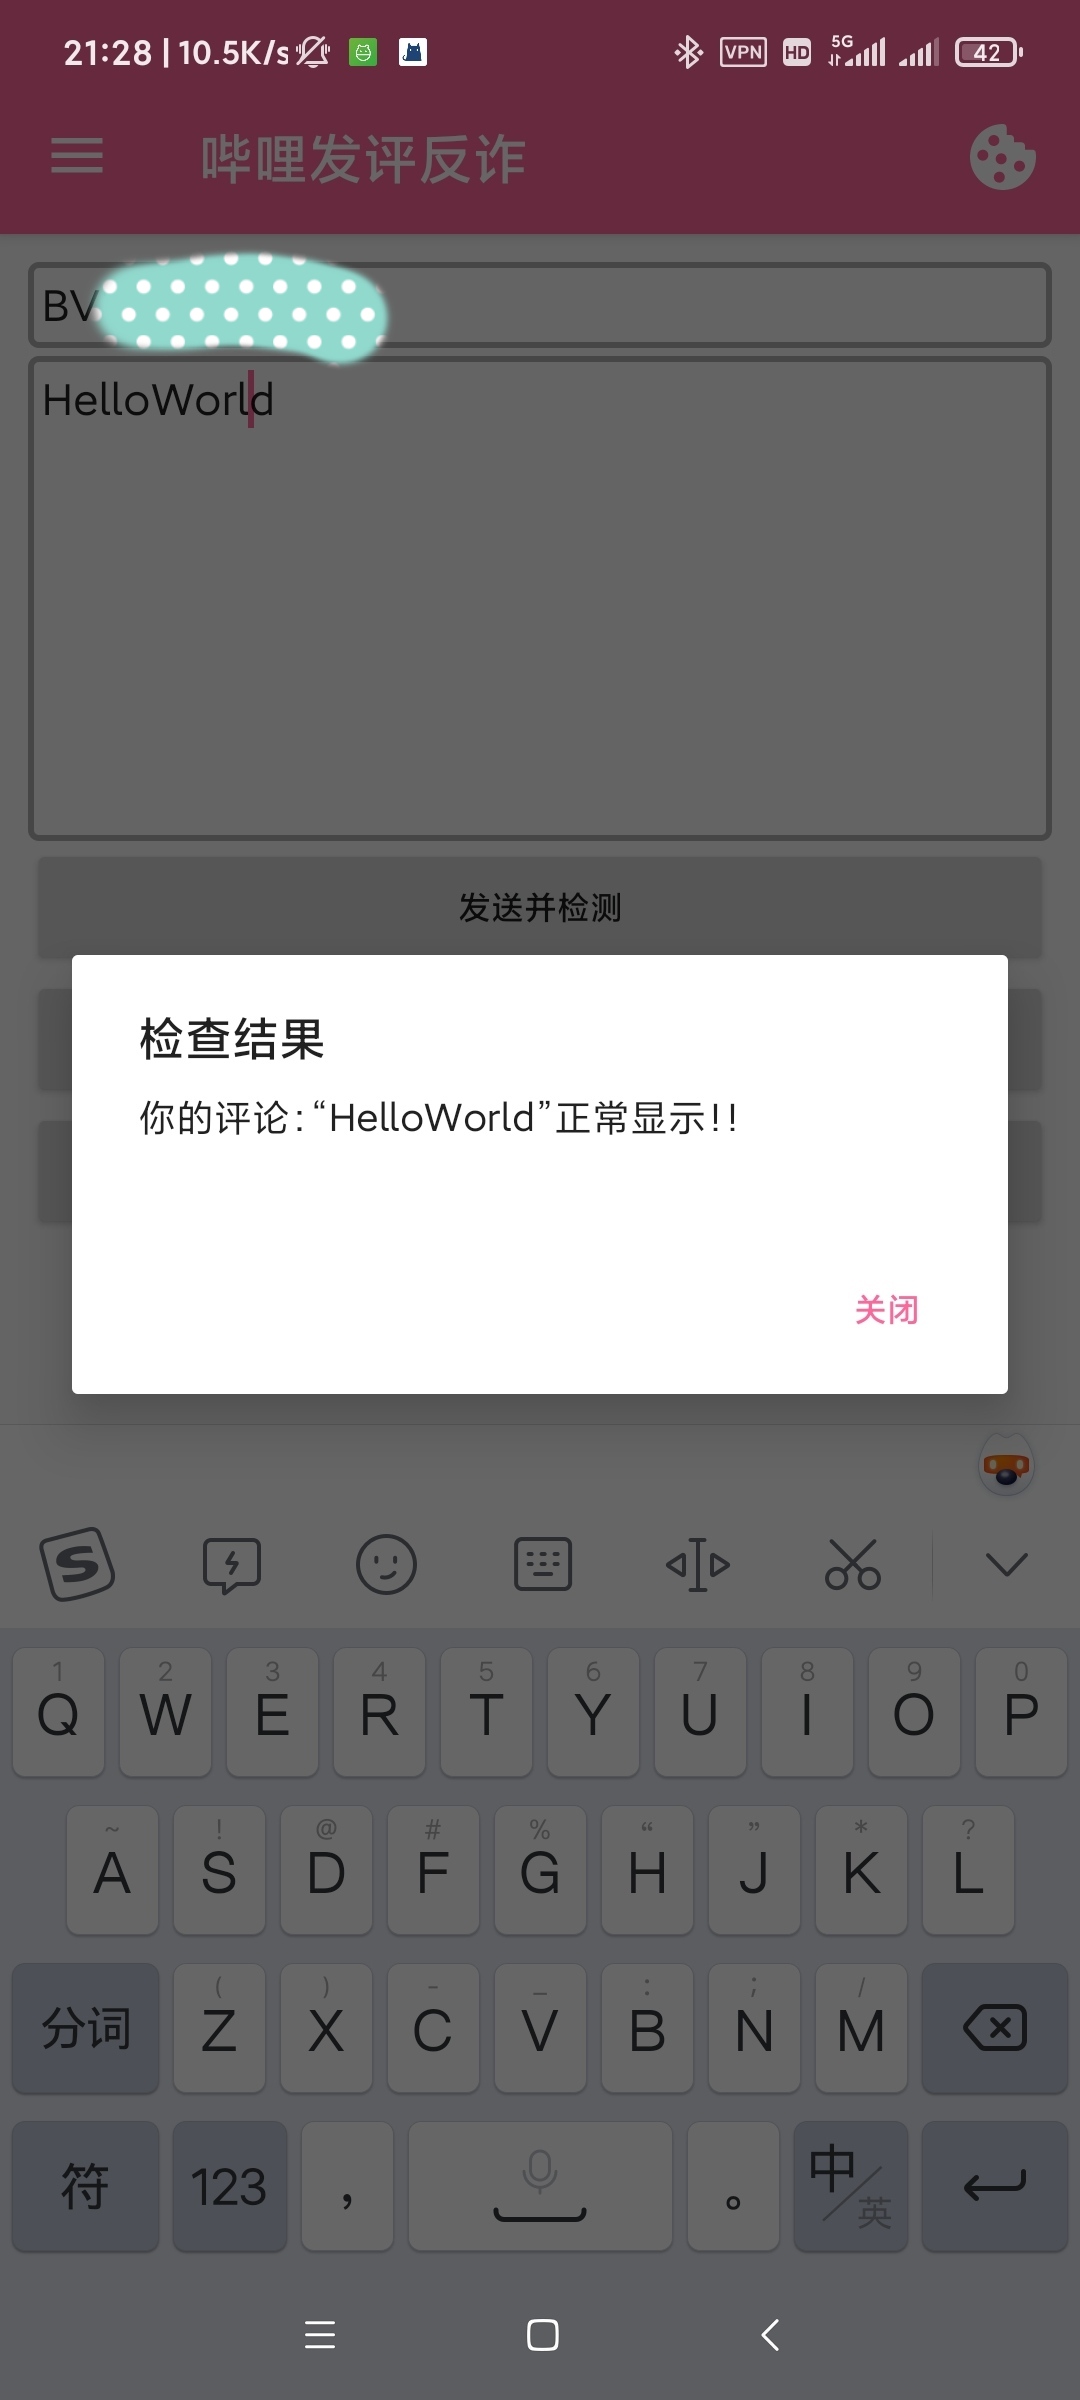 21:28 | 10.5K/s VPN HD 5G 42
哔哩发评反诈
BV
HelloWorld
发送并检测
检查结果
你的评论:“HelloWorld”正常显示!!
关闭
S
1 2 3 4 5 6 7 8 9 0
Q W E R T Y U I O P
~ ! @ # % “ ” * ?
A S D F G H J K L
( ) - _ : ; /
分词 Z X C V B N M
符 123 , 。 中/英